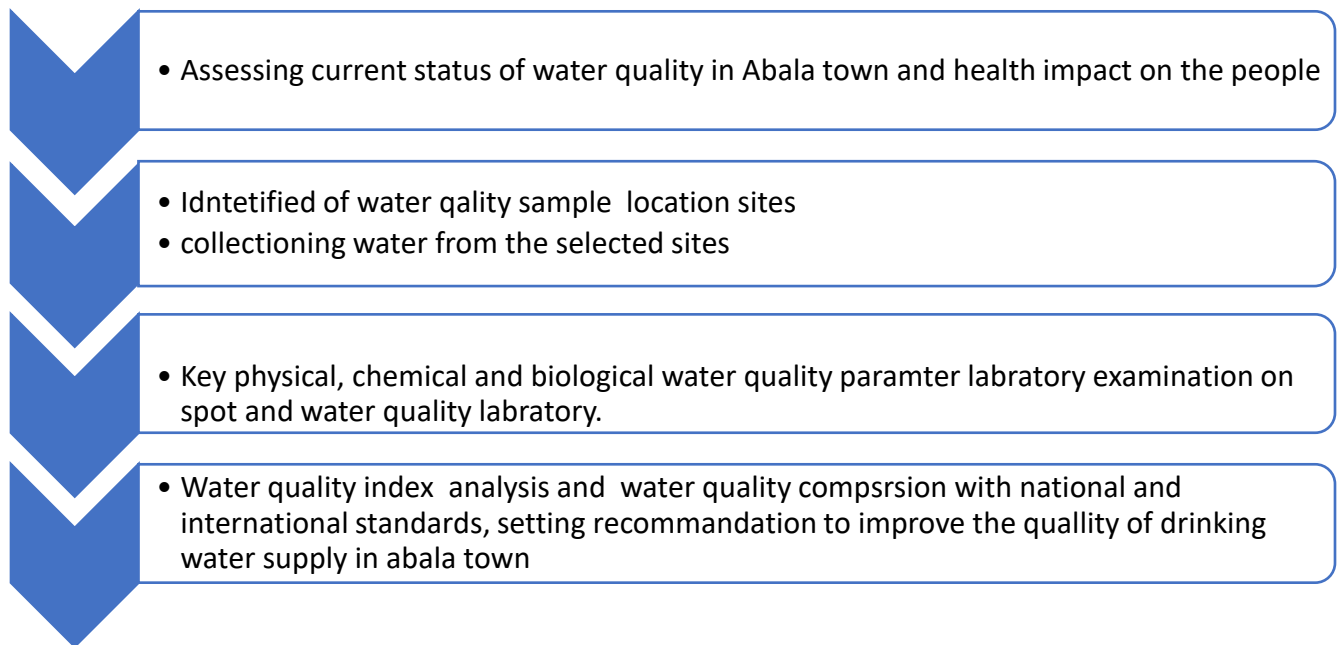 • Assessing current status of water quality in Abala town and health impact on the people
• Idntetified of water qality sample location sites
• collectioning water from the selected sites
• Key physical, chemical and biological water quality paramter labratory examination on
spot and water quality labratory.
• Water quality index analysis and water quality compsrsion with national and
international standards, setting recommandation to improve the quallity of drinking
water supply in abala town